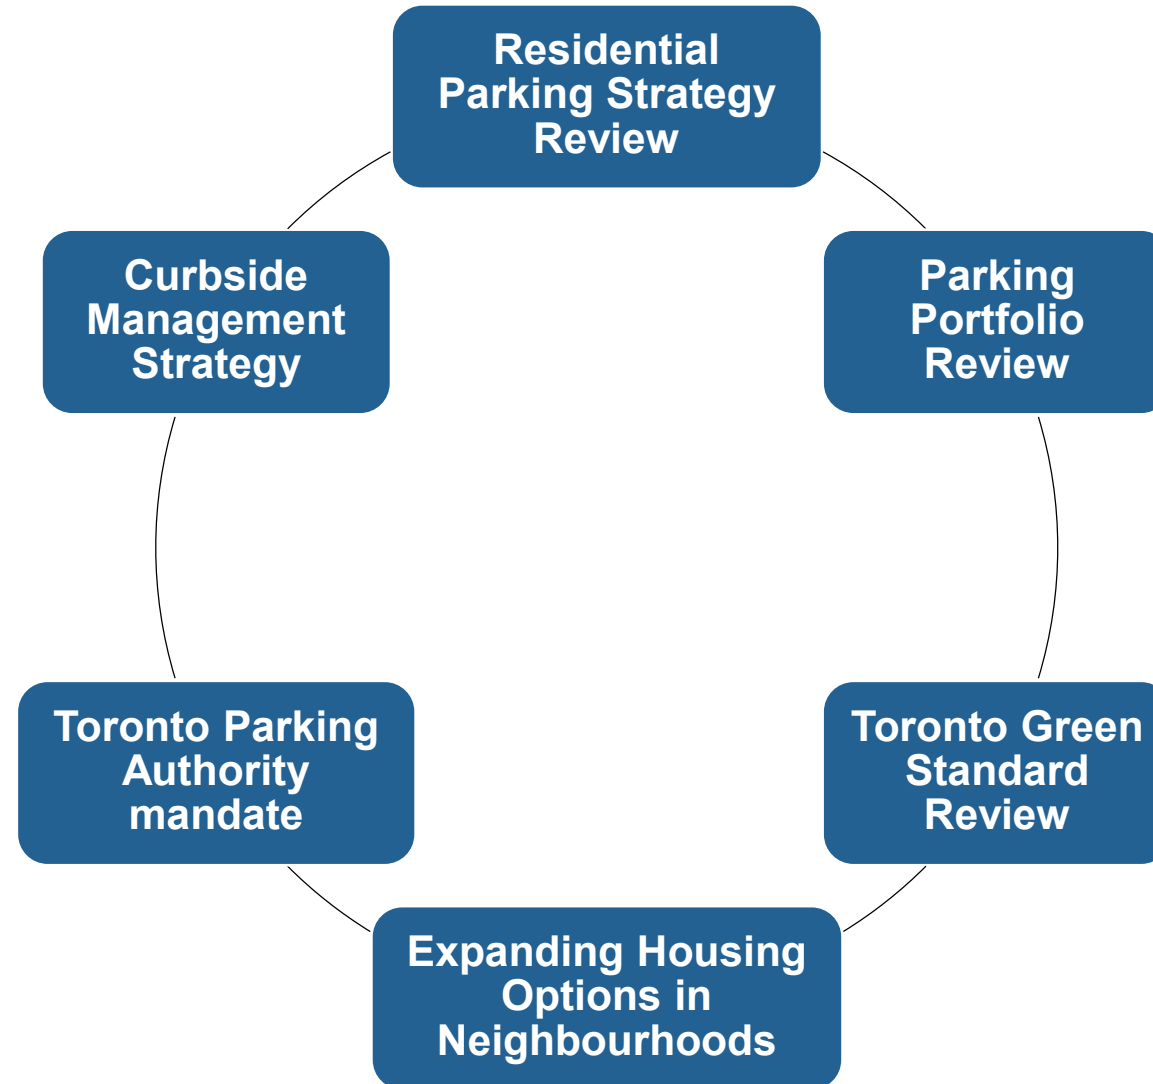 Residential
Parking Strategy
Review
Curbside
Management
Strategy
Parking
Portfolio
Review
Toronto Parking
Authority
mandate
Toronto Green
Standard
Review
Expanding Housing
Options in
Neighbourhoods